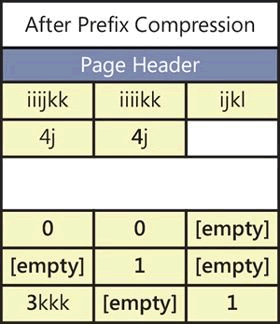 After Prefix Compression
Page Header
iiijkk iiiikk ijkl
4j 4j
0 0 [empty]
[empty] 1 [empty]
3kkk [empty] 1